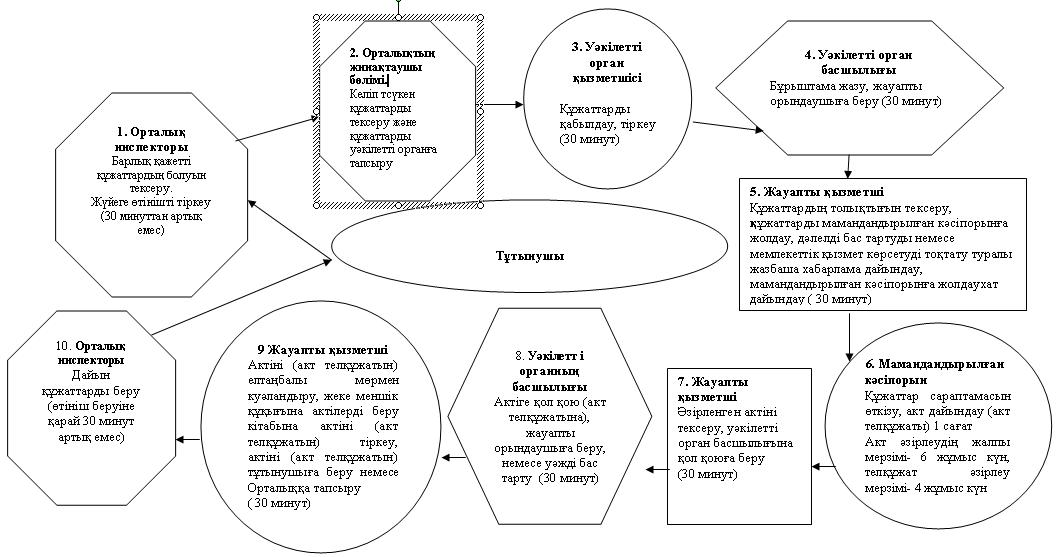 1. Орталық
инспекторы
Барлық қажетті
құжаттардың болуын
тексеру.
Жүйеге өтінішті тіркеу
(30 минуттан артық
емес)
2. Орталықтың
жинақтаушы
бөлімі.
Келіп тсүкен
құжаттарды
тексеру және
құжаттарды
уәкілетті органға
тапсыру
3. Уәкілетті
орган
қызметшісі
Құжаттарды
қабылдау, тіркеу
(30 минут)
4. Уәкілетті орган
басшылығы
Бұрыштама жазу, жауапты
орындаушыға беру (30 минут)
5. Жауапты қызметші
Құжаттардың толықтығын тексеру,
құжаттарды мамандандырылған кәсіпорынға
жолдау, дәлелді бас тартуды немесе
мемлекеттік қызмет көрсетуді тоқтату туралы
жазбаша хабарлама дайындау,
мамандандырылған кәсіпорынға жолдаухат
дайындау ( 30 минут)
Тұтынушы
6. Мамандандырылған
кәсіпорын
Құжаттар сараптамасын
өткізу, акт дайындау (акт
телқұжаты) 1 сағат
Акт әзірлеудің жалпы
мерзімі- 6 жұмыс күн,
телқұжат әзірлеу
мерзімі- 4 жұмыс күн
7. Жауапты
қызметші
Әзірленген актіні
тексеру, уәкілетті
орган басшылығына
қол қоюға беру
(30 минут)
8. Уәкілетт і
органның
басшылығы
Актіге қол қою (акт
телқұжатына),
жауапты
орындаушыға беру,
немесе уәжді бас
тарту (30 минут)
9 Жауапты қызметші
Актіні (акт телқұжатын)
елтаңбалы мөрмен
куәландыру, жеке меншік
құқығына актілерді беру
кітабына актіні (акт
телқұжатын) тіркеу,
актіні (акт телқұжатын)
тұтынушыға беру немесе
Орталыққа тапсыру
( 30 минут)
10. Орталық
инспекторы
Дайын
құжаттарды беру
(өтініш беруіне
қарай 30 минут
артық емес)